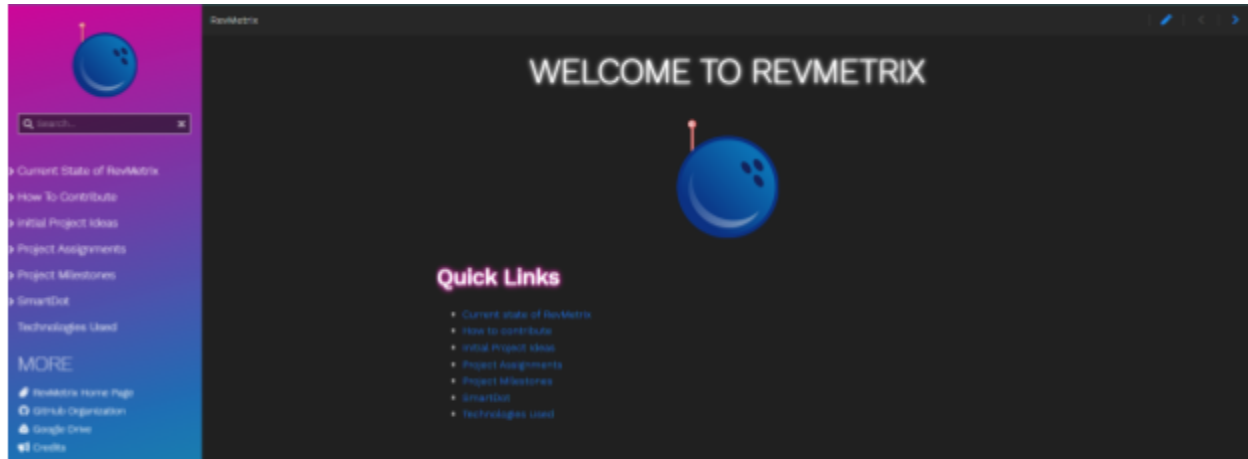 Search...
Current State of RevMetrix
How To Contribute
Initial Project Ideas
Project Assignments
Project Milestones
SmartDot
Technologies Used
MORE
RevMetrix Home Page
GitHub Organization
Google Drive
Credits
RevMetrix
WELCOME TO REVMETRIX
Quick Links
Current state of RevMetrix
How to contribute
Initial Project Ideas
Project Assignments
Project Milestones
SmartDot
Technologies used